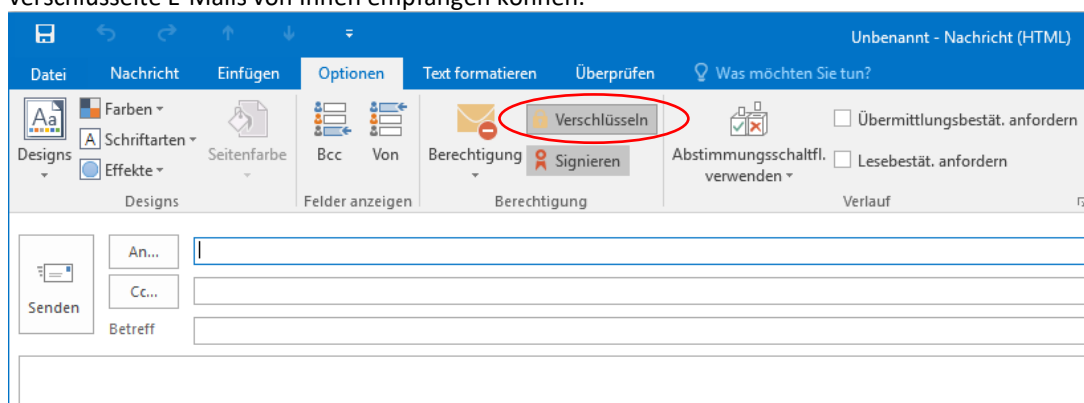 verschlüsselte E-Mails von Ihnen empfangen können.
Unbenannt - Nachricht (HTML)
Datei Nachricht Einfügen Optionen Text formatieren Überprüfen Was möchten Sie tun?
Aa Farben Verschlüsseln Übermittlungsbestät. anfordern
A Schriftarten
Designs Seitenfarbe Bcc Von Berechtigung Signieren Abstimmungsschaltfl. Lesebestät. anfordern
Effekte verwenden
Designs Felder anzeigen Berechtigung Verlauf
An...
Cc...
Senden
Betreff